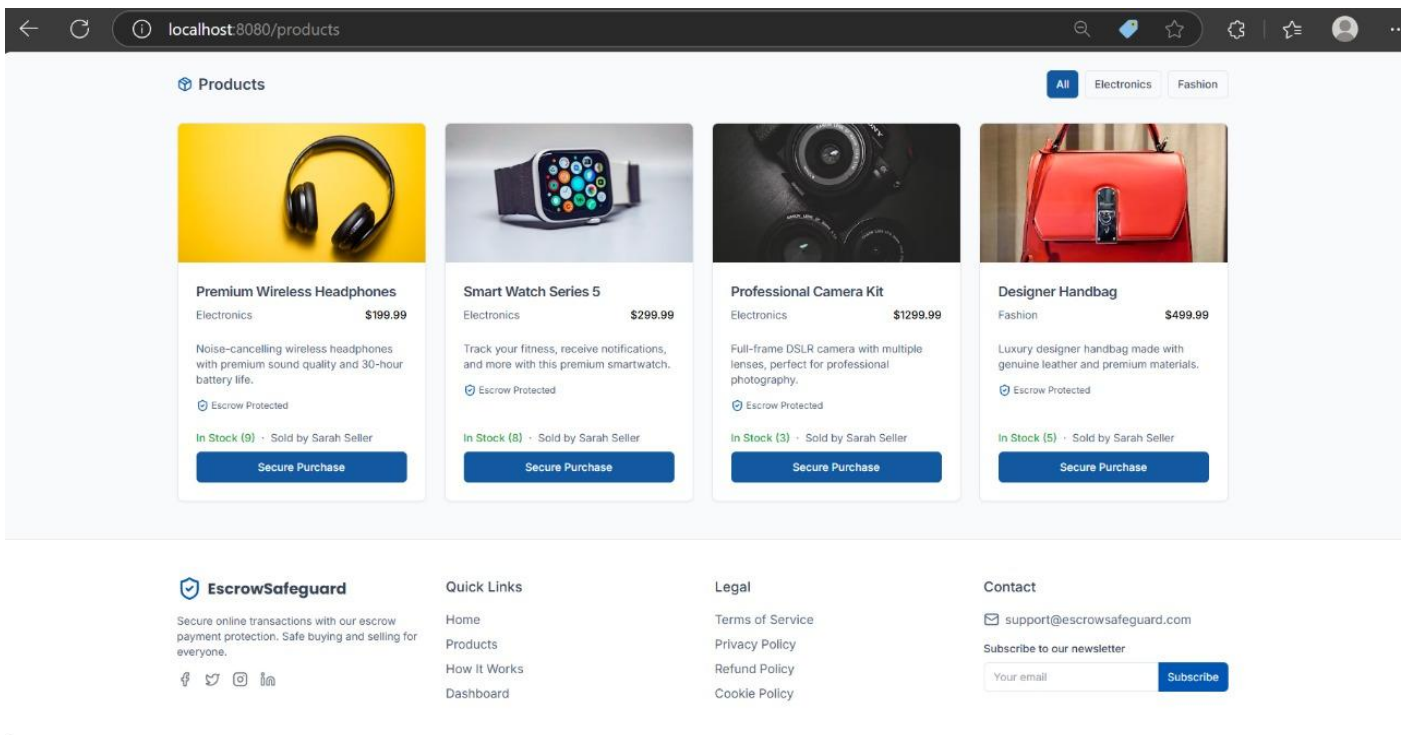 localhost:8080/products
Products
All
Electronics
Fashion
Premium Wireless Headphones
Electronics $199.99
Noise-cancelling wireless headphones
with premium sound quality and 30-hour
battery life.
Escrow Protected
In Stock (9) · Sold by Sarah Seller
Secure Purchase
Smart Watch Series 5
Electronics $299.99
Track your fitness, receive notifications,
and more with this premium smartwatch.
Escrow Protected
In Stock (8) · Sold by Sarah Seller
Secure Purchase
Professional Camera Kit
Electronics $1299.99
Full-frame DSLR camera with multiple
lenses, perfect for professional
photography.
Escrow Protected
In Stock (3) · Sold by Sarah Seller
Secure Purchase
Designer Handbag
Fashion $499.99
Luxury designer handbag made with
genuine leather and premium materials.
Escrow Protected
In Stock (5) · Sold by Sarah Seller
Secure Purchase
EscrowSafeguard
Secure online transactions with our escrow
payment protection. Safe buying and selling for
everyone.
Quick Links
Home
Products
How It Works
Dashboard
Legal
Terms of Service
Privacy Policy
Refund Policy
Cookie Policy
Contact
support@escrowsafeguard.com
Subscribe to our newsletter
Your email
Subscribe